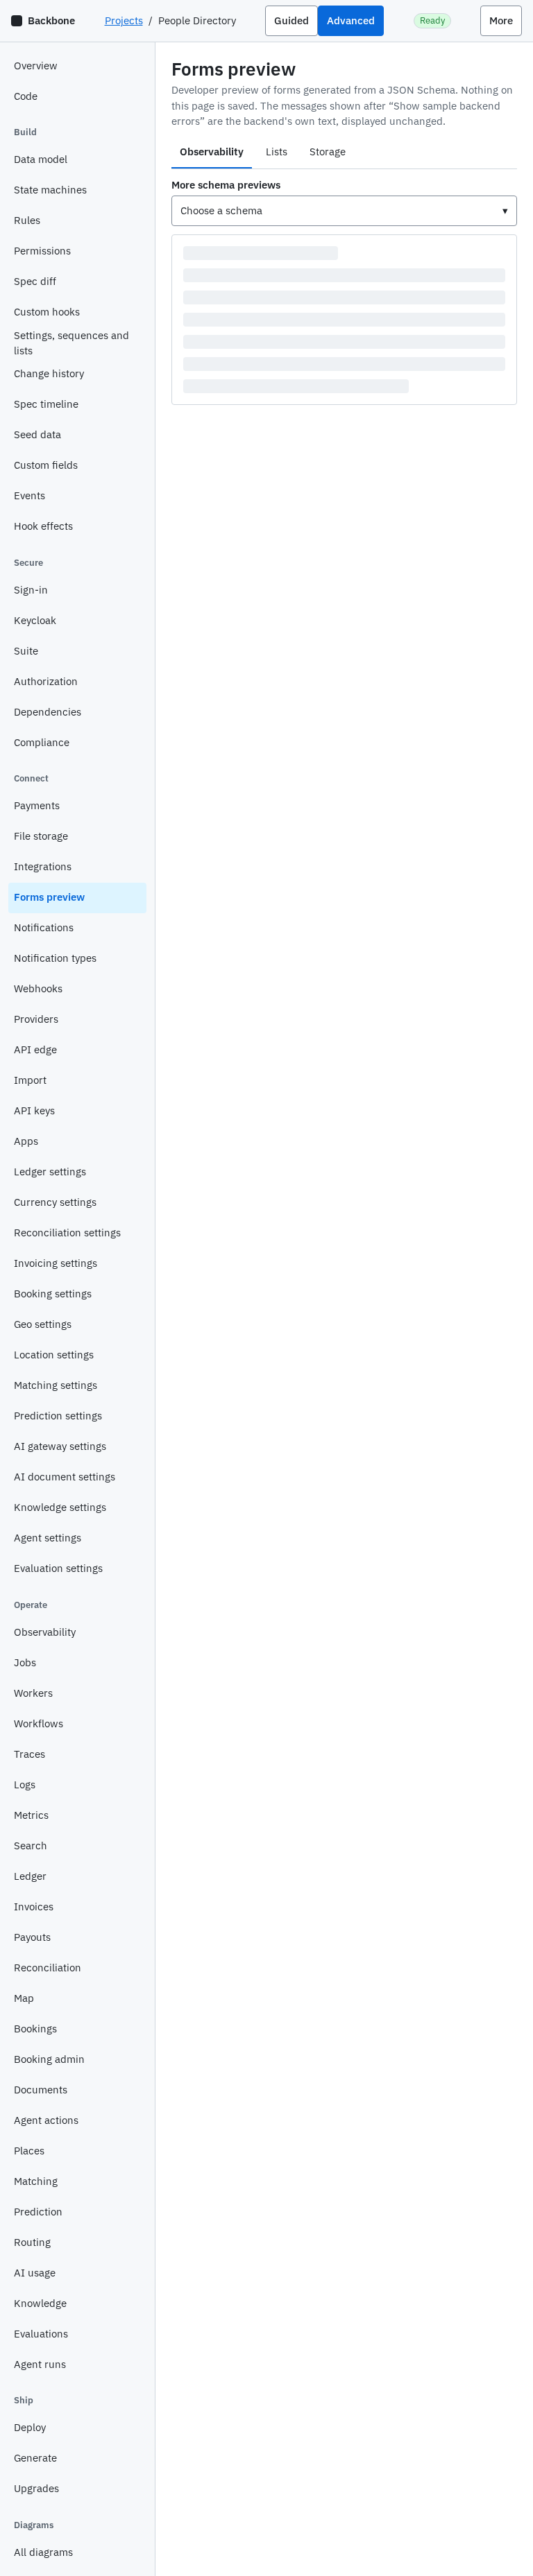 Backbone
Projects / People Directory
Guided
Advanced
Ready
More
Overview
Code
Build
Data model
State machines
Rules
Permissions
Spec diff
Custom hooks
Settings, sequences and
lists
Change history
Spec timeline
Seed data
Custom fields
Events
Hook effects
Secure
Sign-in
Keycloak
Suite
Authorization
Dependencies
Compliance
Connect
Payments
File storage
Integrations
Forms preview
Notifications
Notification types
Webhooks
Providers
API edge
Import
API keys
Apps
Ledger settings
Currency settings
Reconciliation settings
Invoicing settings
Booking settings
Geo settings
Location settings
Matching settings
Prediction settings
AI gateway settings
AI document settings
Knowledge settings
Agent settings
Evaluation settings
Operate
Observability
Jobs
Workers
Workflows
Traces
Logs
Metrics
Search
Ledger
Invoices
Payouts
Reconciliation
Map
Bookings
Booking admin
Documents
Agent actions
Places
Matching
Prediction
Routing
AI usage
Knowledge
Evaluations
Agent runs
Ship
Deploy
Generate
Upgrades
Diagrams
All diagrams
Forms preview
Developer preview of forms generated from a JSON Schema. Nothing on
this page is saved. The messages shown after “Show sample backend
errors” are the backend's own text, displayed unchanged.
Observability
Lists
Storage
More schema previews
Choose a schema